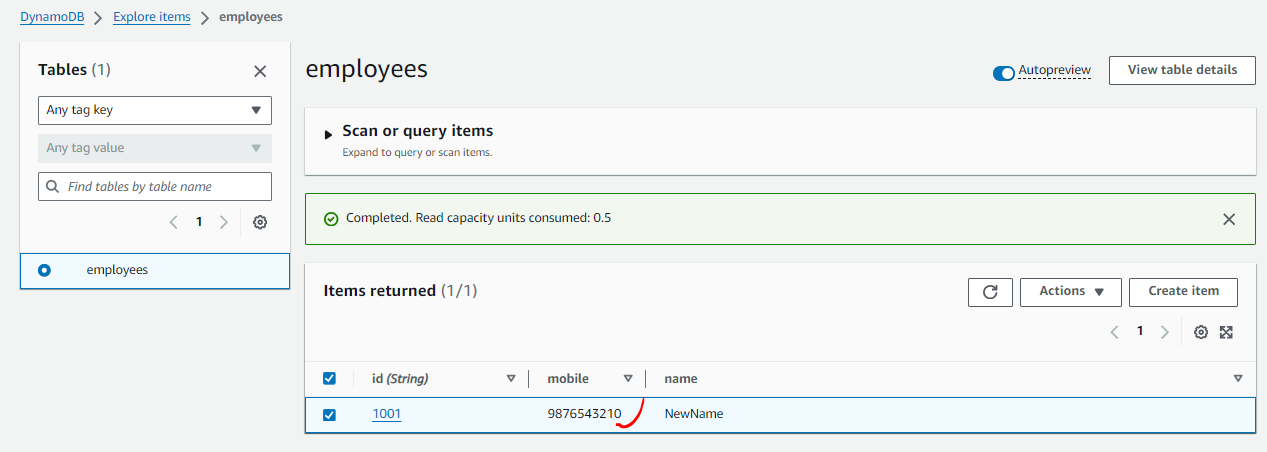 DynamoDB > Explore items > employees
Tables (1)
Any tag key
Any tag value
Find tables by table name
1
employees
employees
Autopreview
View table details
Scan or query items
Expand to query or scan items.
Completed. Read capacity units consumed: 0.5
Items returned (1/1)
Actions
Create item
1
id (String) mobile name
1001 9876543210 NewName